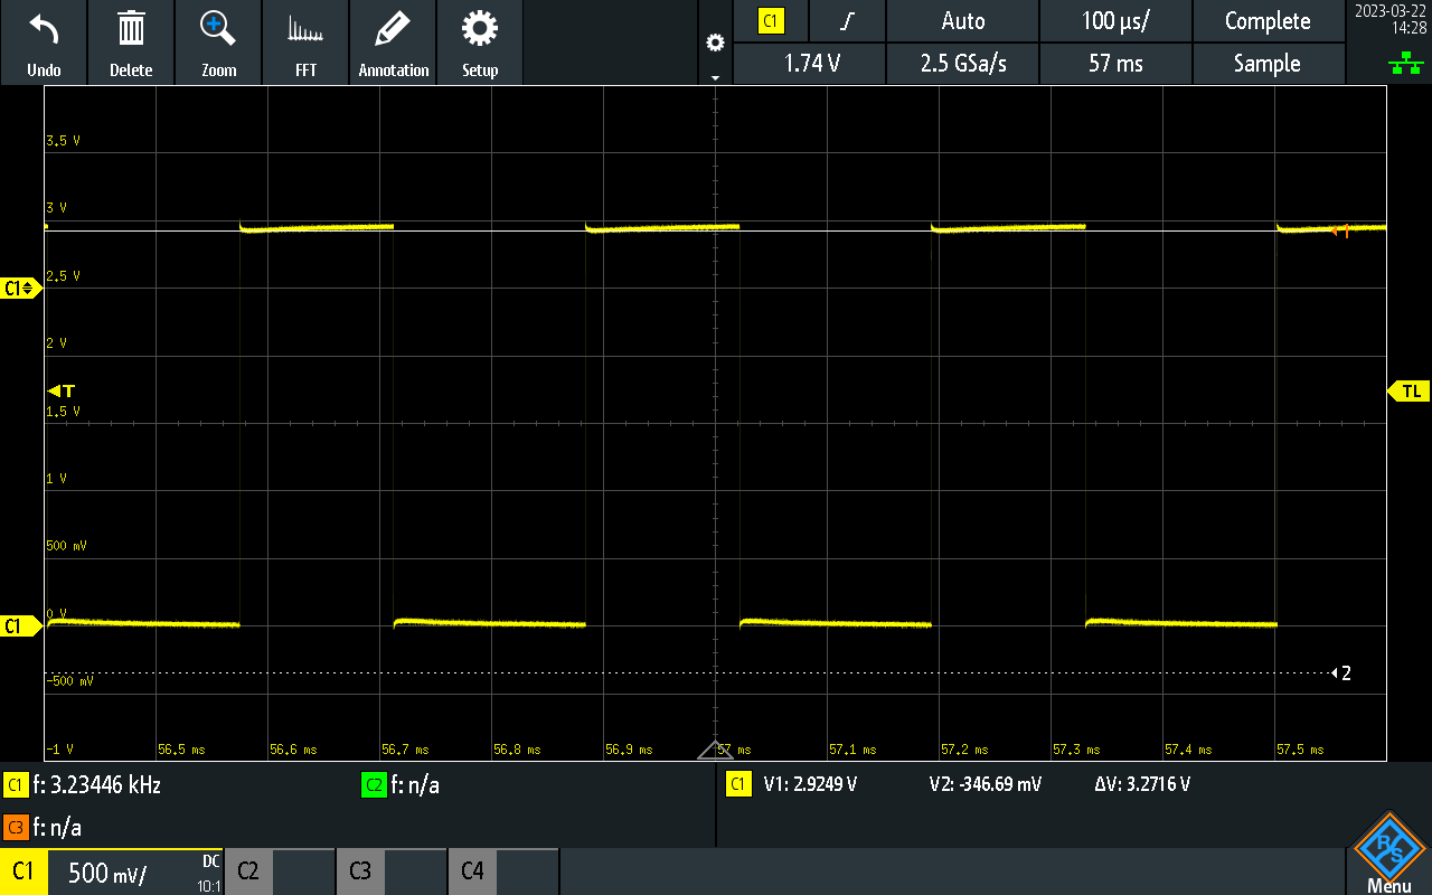 C1 Auto 100 µs/ Complete 2023-03-22
14:28
Undo Delete Zoom FFT Annotation Setup 1.74 V 2.5 GSa/s 57 ms Sample
3.5 V
3 V
1
2.5 V
C1
2 V
T
TL
1.5 V
1 V
500 mV
0 V
C1
2
-500 mV
-1 V 56.5 ms 56.6 ms 56.7 ms 56.8 ms 56.9 ms 57 ms 57.1 ms 57.2 ms 57.3 ms 57.4 ms 57.5 ms
C1 f: 3.23446 kHz C2 f: n/a C1 V1: 2.9249 V V2: -346.69 mV ΔV: 3.2716 V
C3 f: n/a
R&S
C1 500 mV/ DC 10:1 C2 C3 C4
Menu